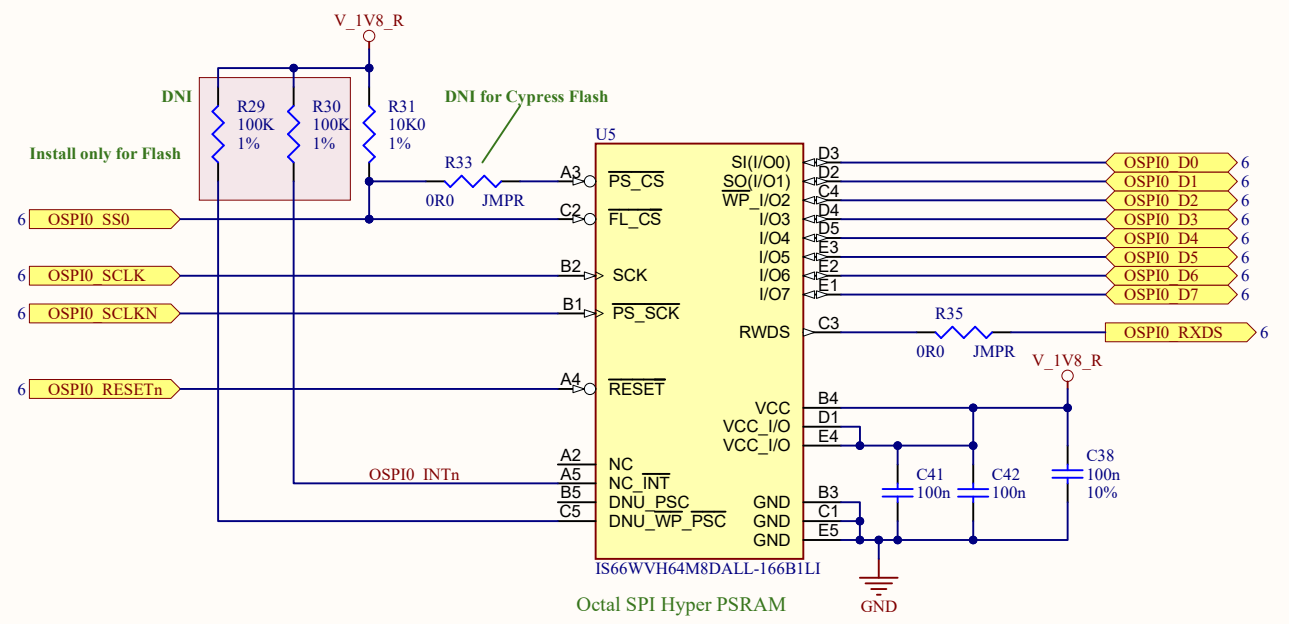 V_1V8_R
DNI
R29
100K
1%
R30
100K
1%
R31
10K0
1%
DNI for Cypress Flash
Install only for Flash
R33
0R0 JMPR
U5
6 OSPI0_SS0
6 OSPI0_SCLK
6 OSPI0_SCLKN
6 OSPI0_RESETn
OSPI0_INTn
A3 PS_CS
C2 FL_CS
B2 SCK
B1 PS_SCK
A4 RESET
A2 NC
A5 NC_INT
B5 DNU_PSC
C5 DNU_WP_PSC
SI(I/O0) D3 OSPI0_D0 6
SO(I/O1) D2 OSPI0_D1 6
WP_I/O2 C4 OSPI0_D2 6
I/O3 D4 OSPI0_D3 6
I/O4 D5 OSPI0_D4 6
I/O5 E3 OSPI0_D5 6
I/O6 E2 OSPI0_D6 6
I/O7 E1 OSPI0_D7 6
RWDS C3 OSPI0_RXDS 6
R35
0R0 JMPR
V_1V8_R
VCC B4
VCC_I/O D1
VCC_I/O E4
GND B3
GND C1
GND E5
C41
100n
C42
100n
C38
100n
10%
GND
IS66WVH64M8DALL-166B1LI
Octal SPI Hyper PSRAM